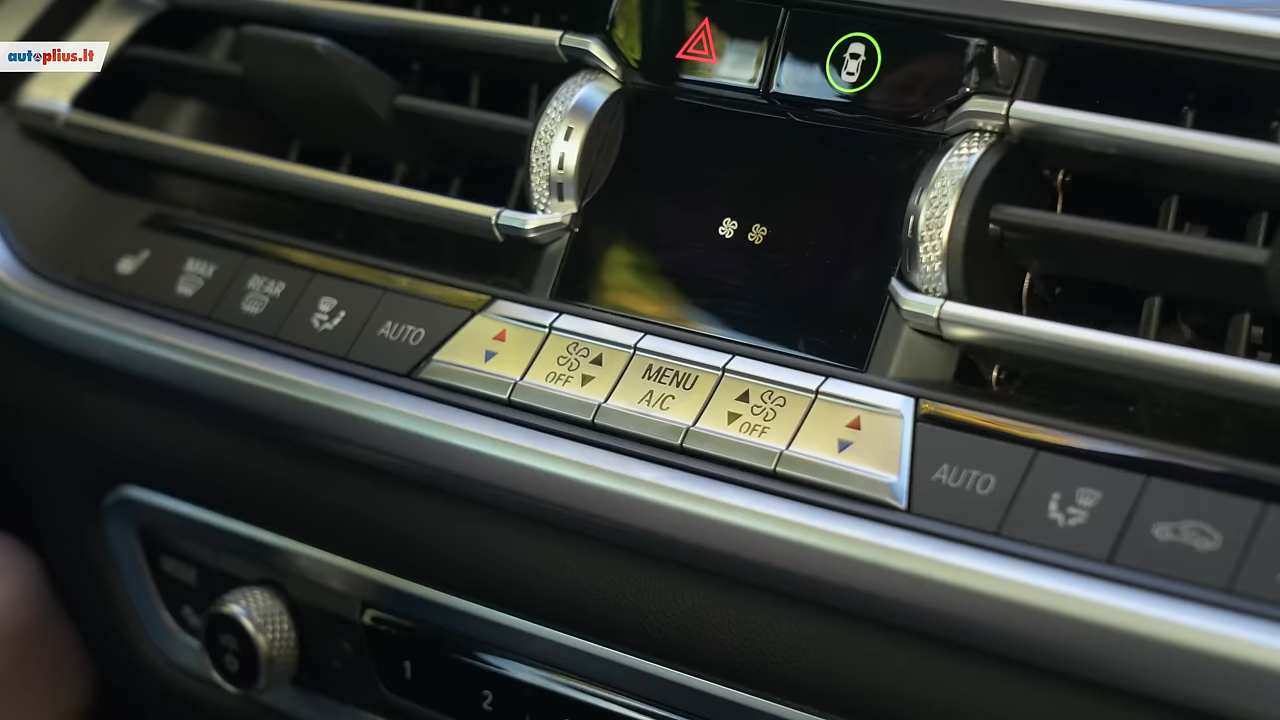 autoplius.lt
MAX
REAR
AUTO
OFF
MENU
A/C
OFF
AUTO
1
2